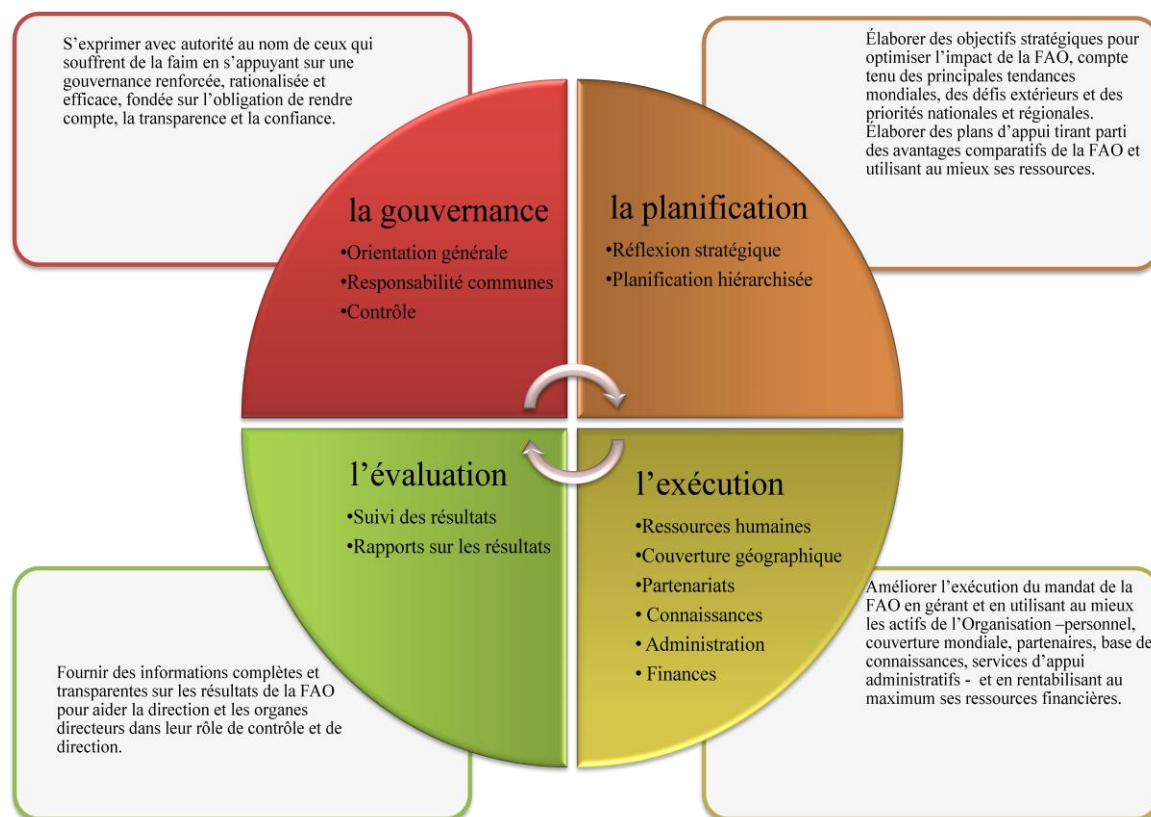 S’exprimer avec autorité au nom de ceux qui
souffrent de la faim en s’appuyant sur une
gouvernance renforcée, rationalisée et
efficace, fondée sur l’obligation de rendre
compte, la transparence et la confiance.
Élaborer des objectifs stratégiques pour
optimiser l’impact de la FAO, compte
tenu des principales tendances
mondiales, des défis extérieurs et des
priorités nationales et régionales.
Élaborer des plans d’appui tirant parti
des avantages comparatifs de la FAO et
utilisant au mieux ses ressources.
la gouvernance
•Orientation générale
•Responsabilité communes
•Contrôle
la planification
•Réflexion stratégique
•Planification hiérarchisée
l’évaluation
•Suivi des résultats
•Rapports sur les résultats
l’exécution
•Ressources humaines
•Couverture géographique
•Partenariats
• Connaissances
• Administration
• Finances
Fournir des informations complètes et
transparentes sur les résultats de la FAO
pour aider la direction et les organes
directeurs dans leur rôle de contrôle et de
direction.
Améliorer l’exécution du mandat de la
FAO en gérant et en utilisant au mieux
les actifs de l’Organisation –personnel,
couverture mondiale, partenaires, base de
connaissances, services d’appui
administratifs - et en rentabilisant au
maximum ses ressources financières.